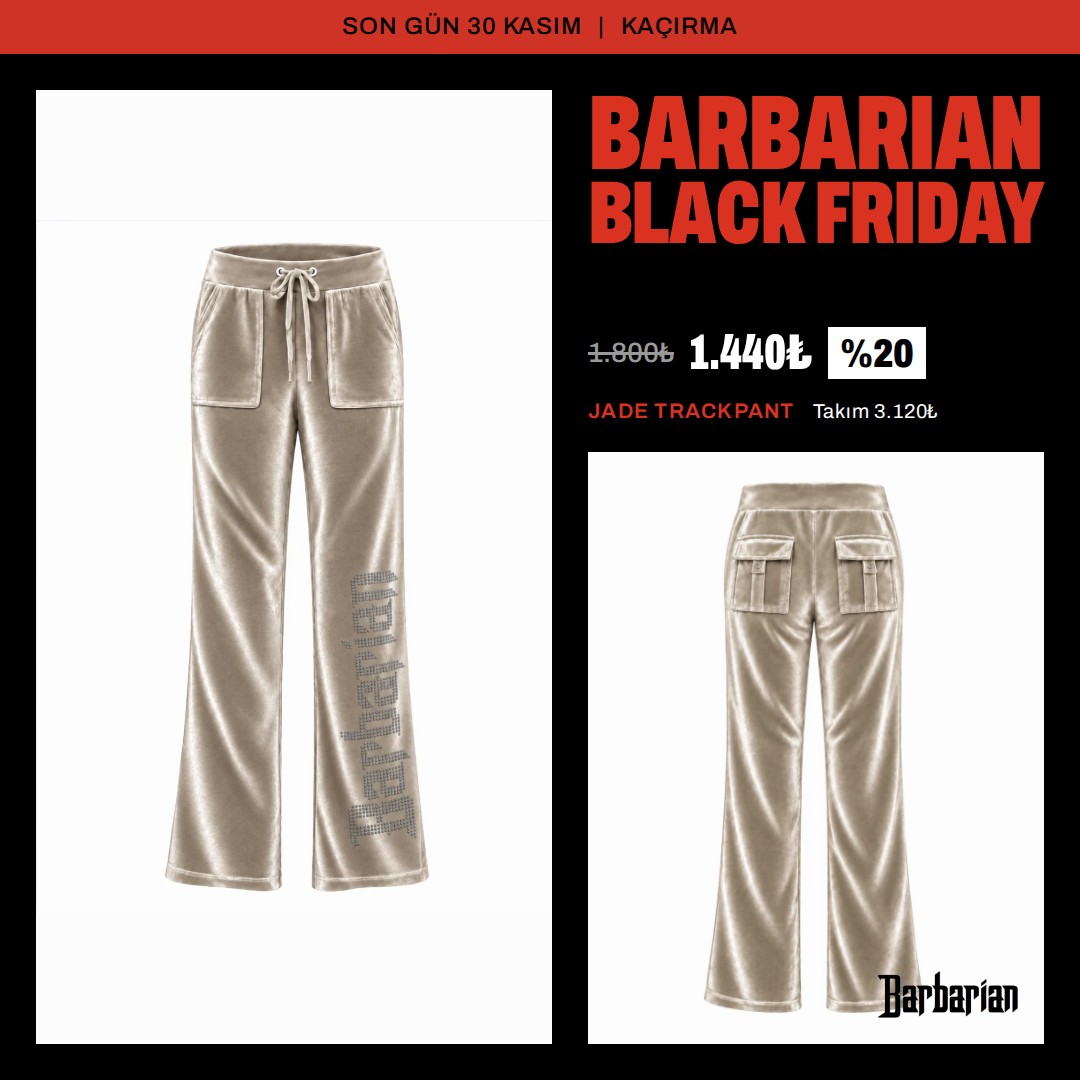 SON GÜN 30 KASIM | KAÇIRMA
BARBARIAN
BLACK FRIDAY
1.800₺ 1.440₺ %20
JADE TRACKPANT Takım 3.120₺
Barbarian
Barbarian